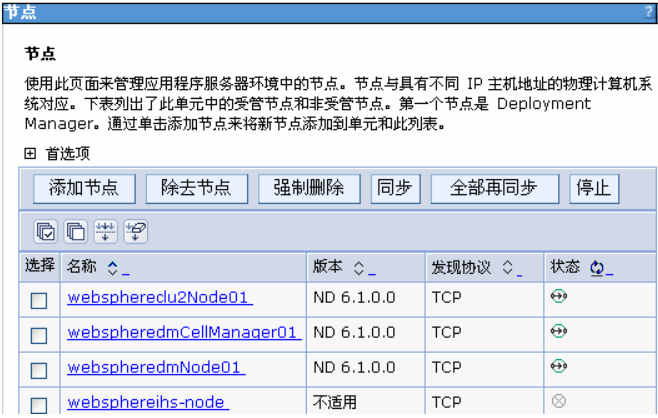 节点 ?
节点
使用此页面来管理应用程序服务器环境中的节点。节点与具有不同 IP 主机地址的物理计算机系
统对应。下表列出了此单元中的受管节点和非受管节点。第一个节点是 Deployment
Manager。通过单击添加节点来将新节点添加到单元和此列表。
首选项
添加节点 除去节点 强制删除 同步 全部再同步 停止
选择 名称 版本 发现协议 状态
websphereclu2Node01 ND 6.1.0.0 TCP
webspheredmCellManager01 ND 6.1.0.0 TCP
webspheredmNode01 ND 6.1.0.0 TCP
websphereihs-node 不适用 TCP